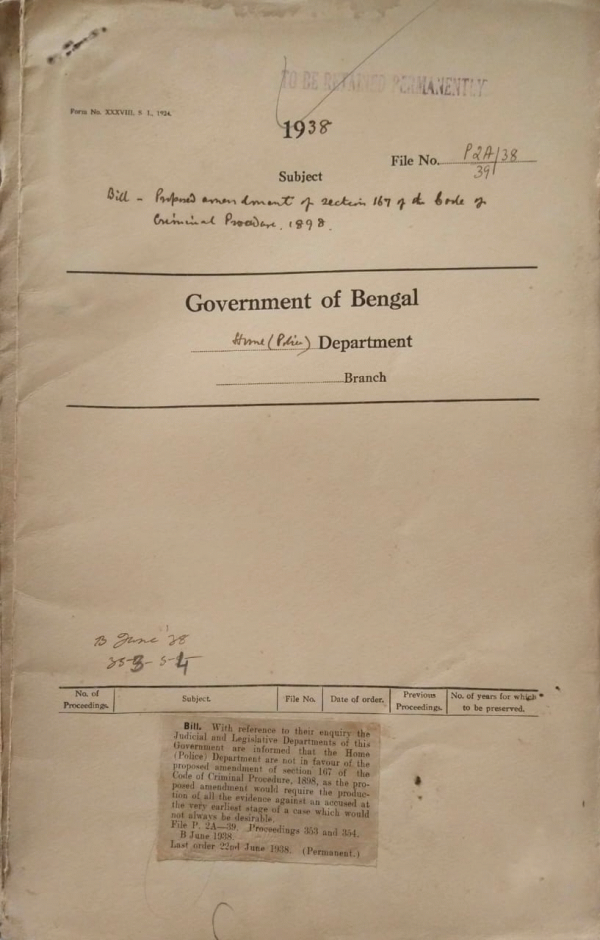 TO BE RETAINED PERMANENTLY
Form No. XXXVIII, S. I., 1924.
1938
File No. P2A/38
39
Subject
Bill - Proposed amendment of section 167 of the Code of
Criminal Procedure, 1898.
Government of Bengal
Home (Police) Department
Branch
B June '38
353-54
No. of Proceedings. Subject. File No. Date of order. Previous Proceedings. No. of years for which to be preserved.
Bill. With reference to their enquiry the
Judicial and Legislative Departments of this
Government are informed that the Home
(Police) Department are not in favour of the
proposed amendment of section 167 of the
Code of Criminal Procedure, 1898, as the pro-
posed amendment would require the produc-
tion of all the evidence against an accused at
the very earliest stage of a case which would
not always be desirable.
File P. 2A—39. Proceedings 353 and 354.
B June 1938.
Last order 22nd June 1938. (Permanent.)